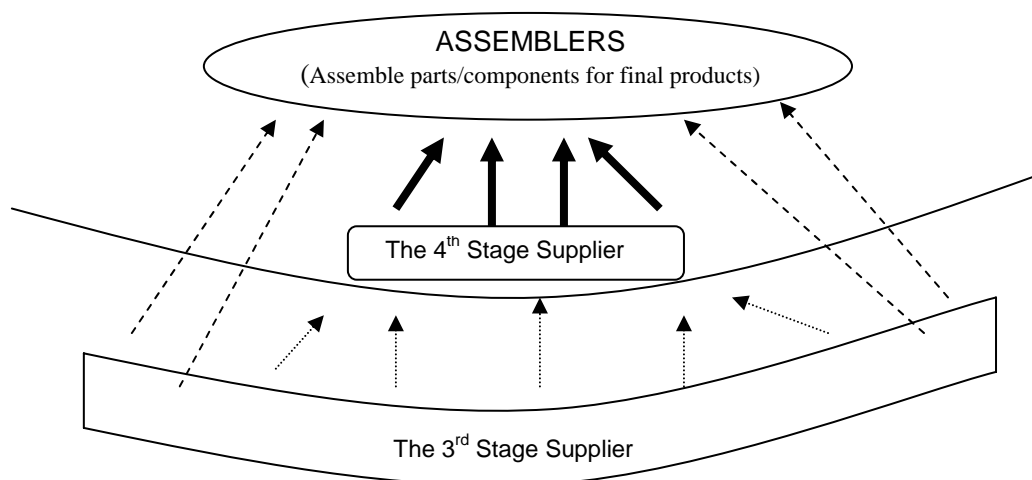 ASSEMBLERS
(Assemble parts/components for final products)
The 4th Stage Supplier
The 3rd Stage Supplier